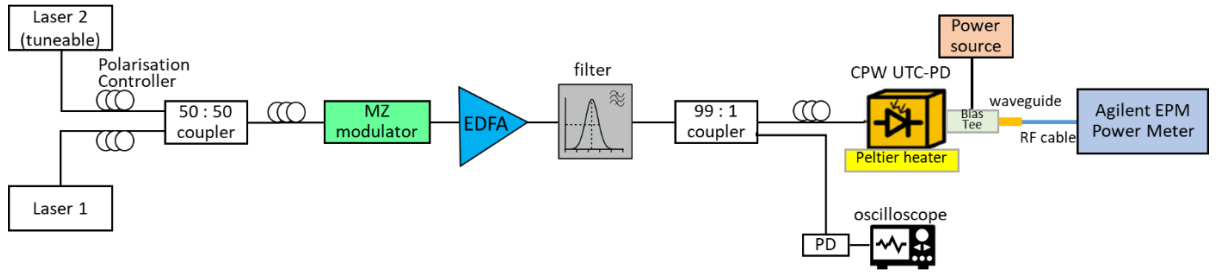 Laser 2
(tuneable)
Polarisation
Controller
50 : 50
coupler
Laser 1
MZ
modulator
EDFA
filter
99 : 1
coupler
CPW UTC-PD
Peltier heater
Power
source
Bias
Tee
waveguide
RF cable
Agilent EPM
Power Meter
PD
oscilloscope